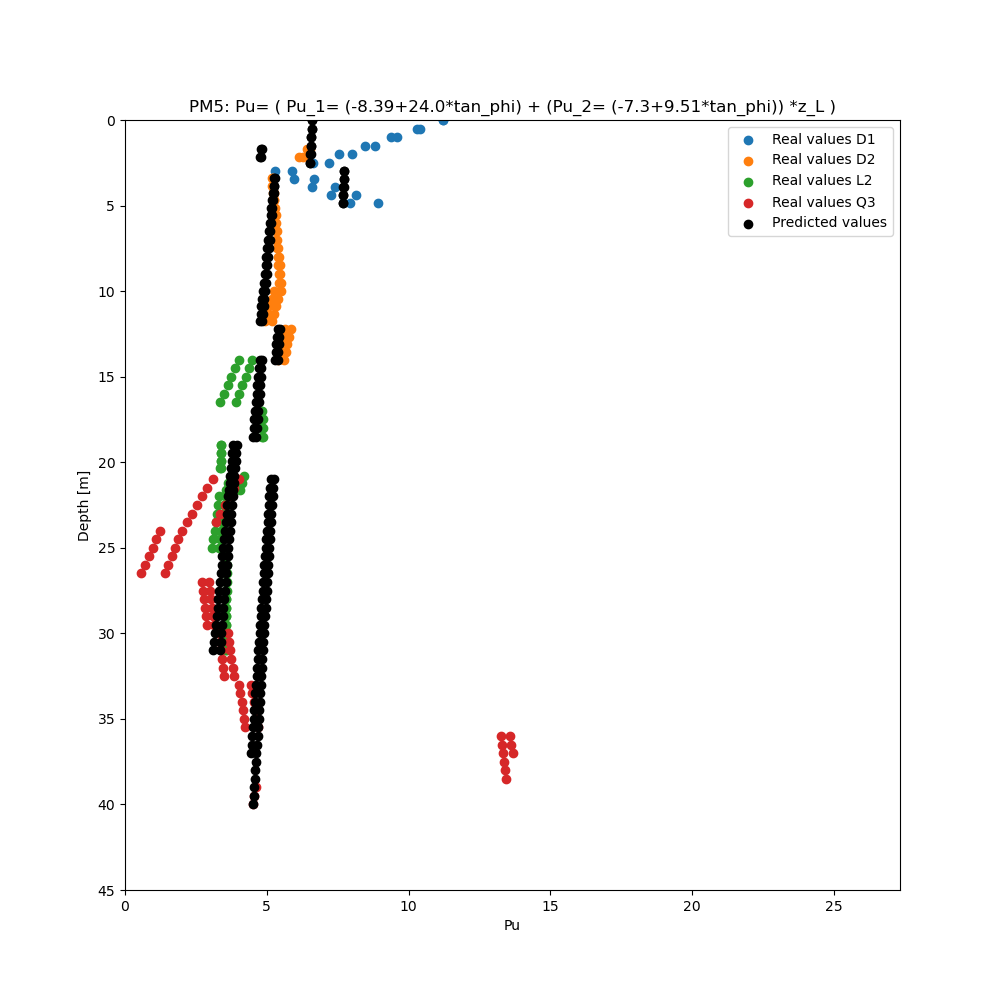 PM5: Pu= ( Pu_1= (-8.39+24.0*tan_phi) + (Pu_2= (-7.3+9.51*tan_phi)) *z_L )
Real values D1
Real values D2
Real values L2
Real values Q3
Predicted values
0
5
10
15
20
25
30
35
40
45
Depth [m]
0
5
10
15
20
25
Pu